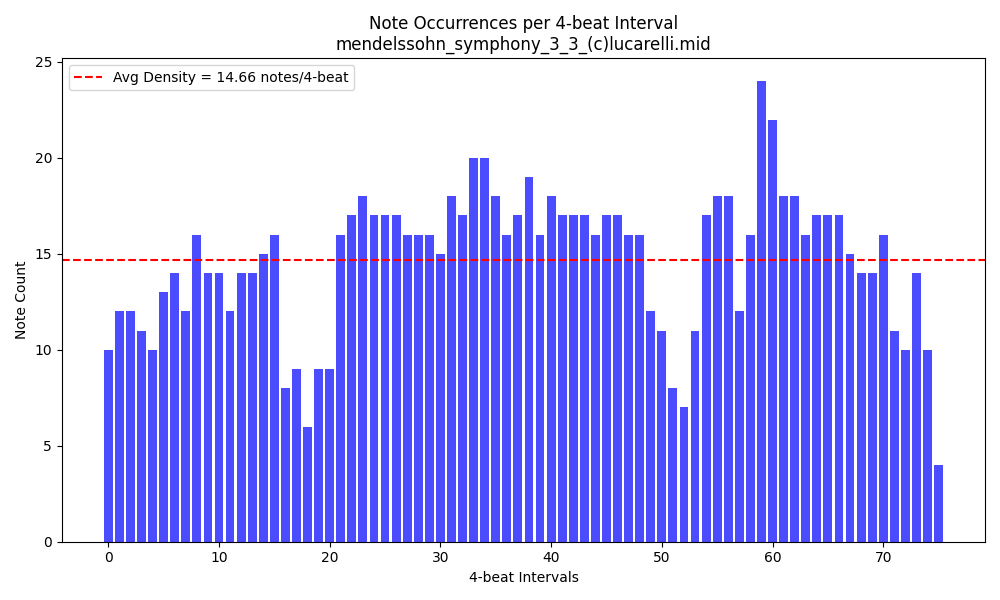 Note Occurrences per 4-beat Interval
mendelssohn_symphony_3_3_(c)lucarelli.mid
Avg Density = 14.66 notes/4-beat
Note Count
25
20
15
10
5
0
0 10 20 30 40 50 60 70
4-beat Intervals